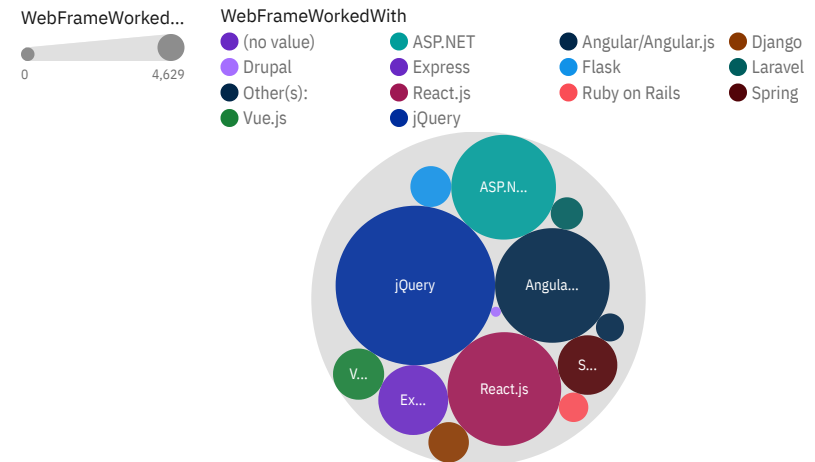 WebFrameWorked...
0
4,629
WebFrameWorkedWith
(no value)
ASP.NET
Angular/Angular.js
Django
Drupal
Express
Flask
Laravel
Other(s):
React.js
Ruby on Rails
Spring
Vue.js
jQuery
ASP.N...
jQuery
Angula...
S...
V...
React.js
Ex...